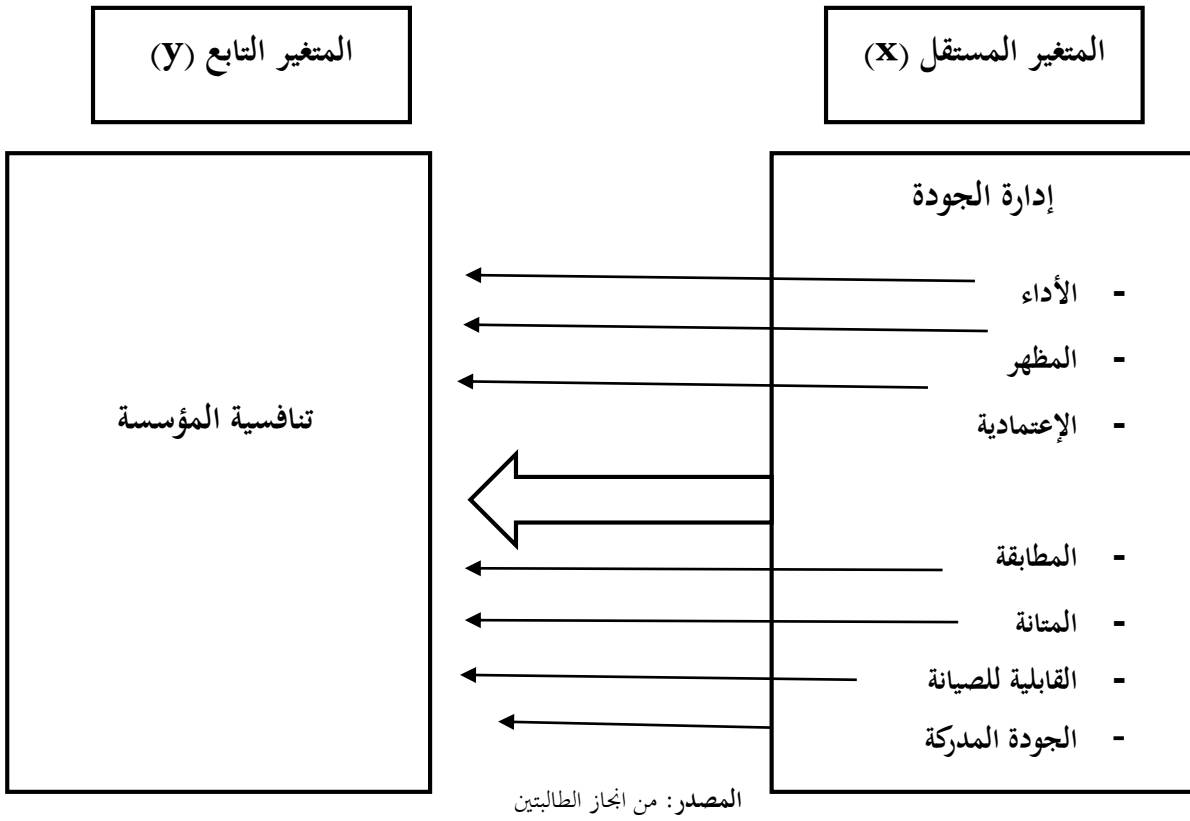 المتغير المستقل (x)
المتغير التابع (y)
إدارة الجودة
- الأداء
- المظهر
- الإعتمادية
- المطابقة
- المتانة
- القابلية للصيانة
- الجودة المدركة
تنافسية المؤسسة
المصدر: من انجاز الطالبتين